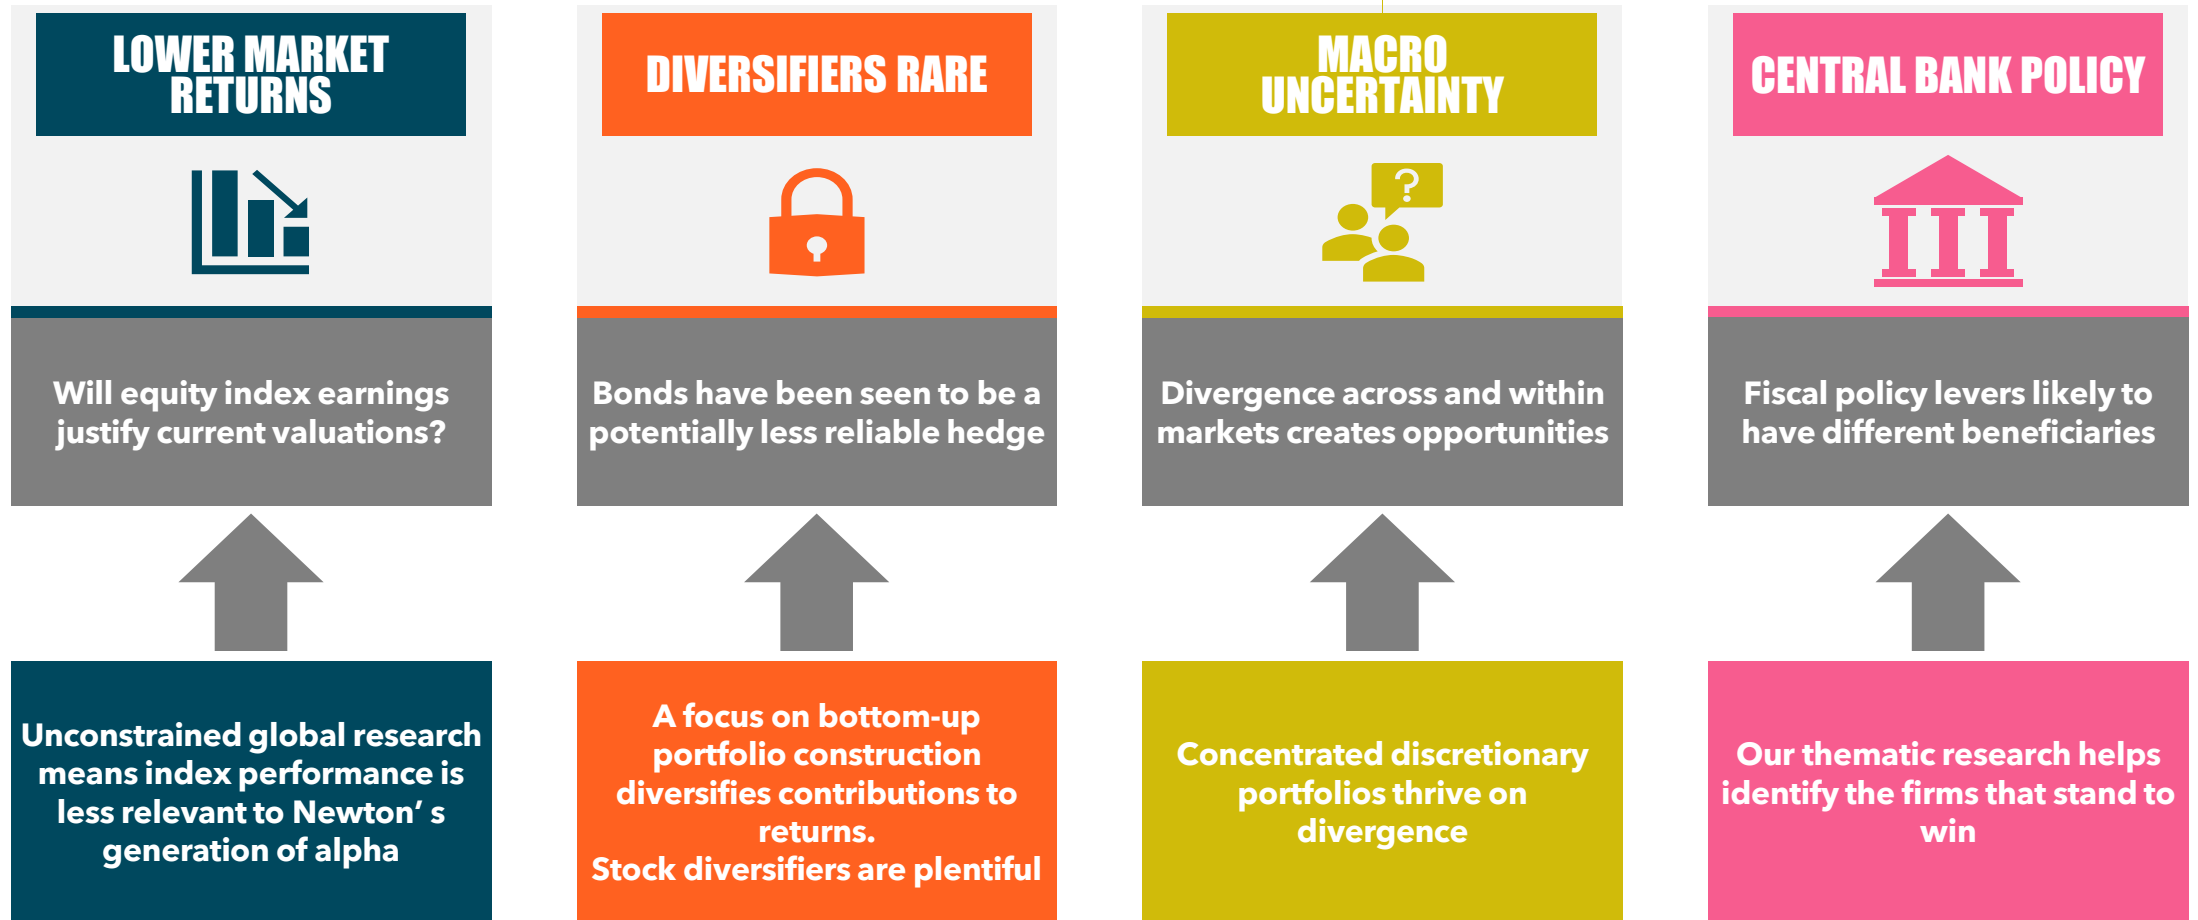 LOWER MARKET
RETURNS
Will equity index earnings
justify current valuations?
Unconstrained global research
means index performance is
less relevant to Newton’ s
generation of alpha
DIVERSIFIERS RARE
Bonds have been seen to be a
potentially less reliable hedge
A focus on bottom-up
portfolio construction
diversifies contributions to
returns.
Stock diversifiers are plentiful
MACRO
UNCERTAINTY
?
Divergence across and within
markets creates opportunities
Concentrated discretionary
portfolios thrive on
divergence
CENTRAL BANK POLICY
Fiscal policy levers likely to
have different beneficiaries
Our thematic research helps
identify the firms that stand to
win